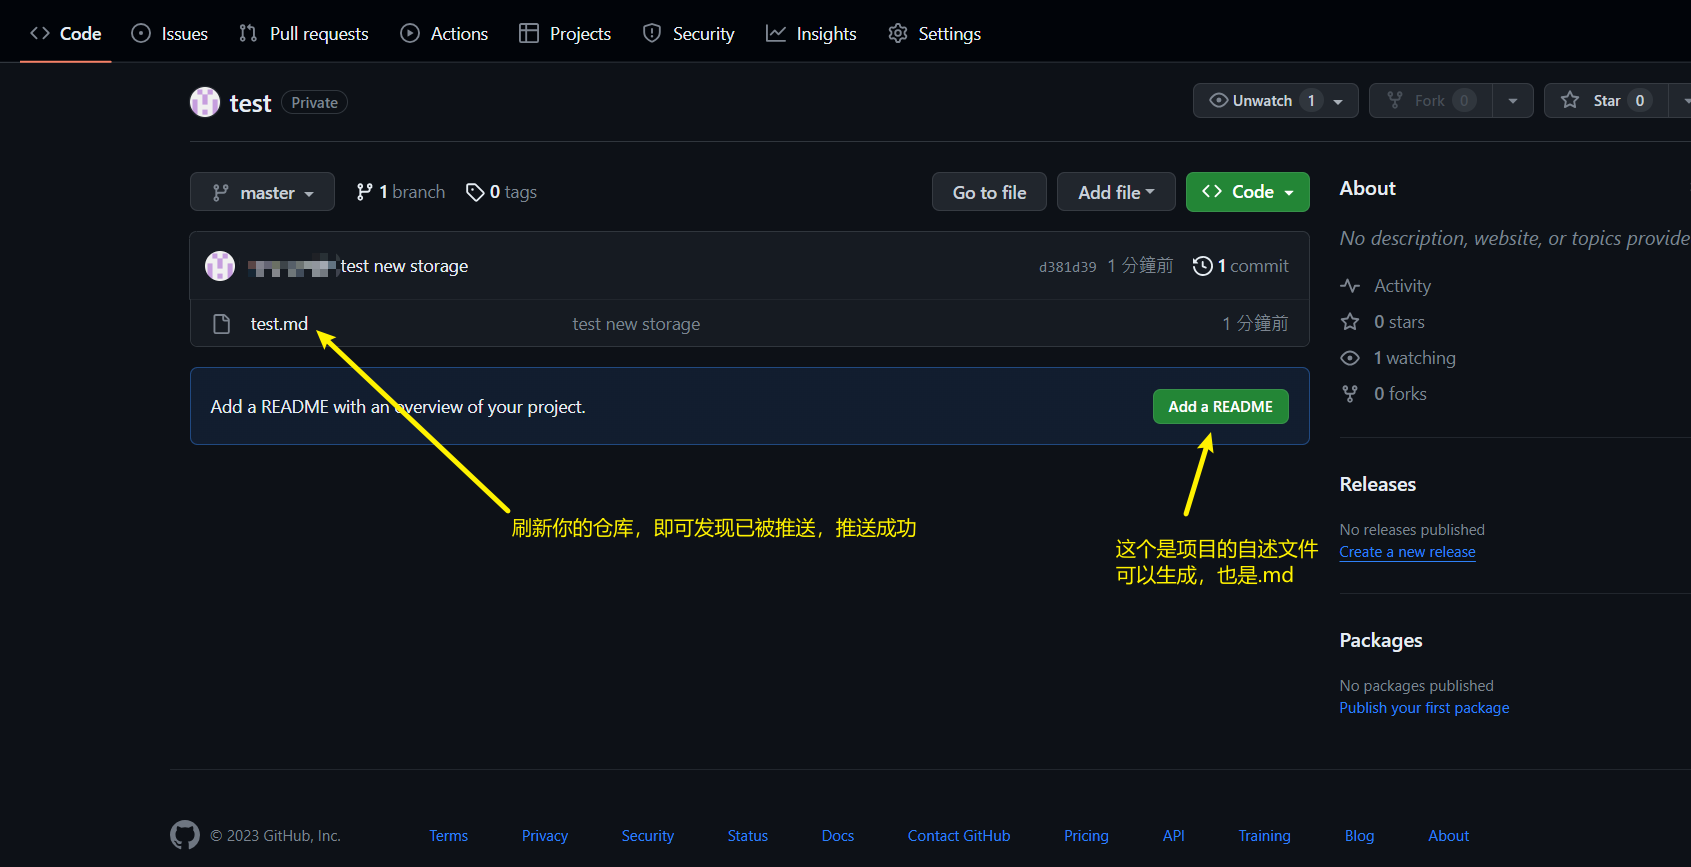 Code Issues Pull requests Actions Projects Security Insights Settings
test Private
Unwatch 1 Fork 0 Star 0
master 1 branch 0 tags Go to file Add file Code
test new storage d381d39 1 分鐘前 1 commit
test.md test new storage 1 分鐘前
Add a README with an overview of your project. Add a README
刷新你的仓库，即可发现已被推送，推送成功
这个是项目的自述文件
可以生成，也是.md
About
No description, website, or topics provide
Activity
0 stars
1 watching
0 forks
Releases
No releases published
Create a new release
Packages
No packages published
Publish your first package
© 2023 GitHub, Inc. Terms Privacy Security Status Docs Contact GitHub Pricing API Training Blog About